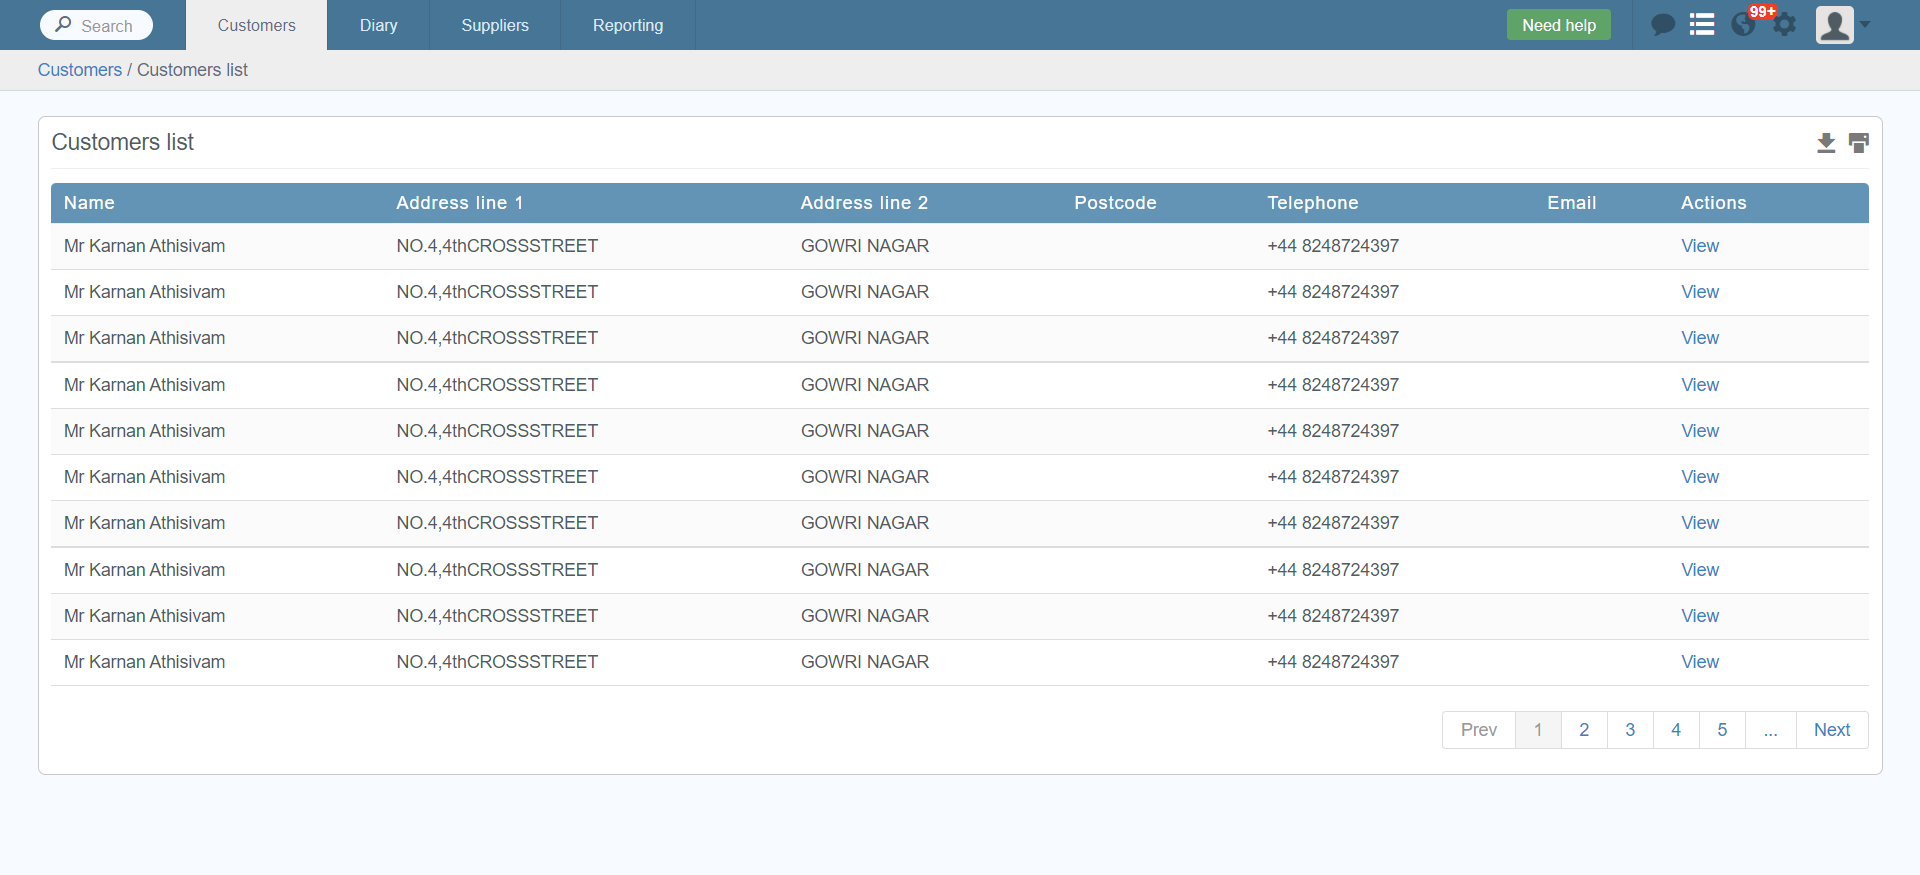 Search Customers Diary Suppliers Reporting Need help 99+
Customers / Customers list
Customers list
Name Address line 1 Address line 2 Postcode Telephone Email Actions
Mr Karnan Athisivam NO.4,4thCROSSSTREET GOWRI NAGAR +44 8248724397 View
Mr Karnan Athisivam NO.4,4thCROSSSTREET GOWRI NAGAR +44 8248724397 View
Mr Karnan Athisivam NO.4,4thCROSSSTREET GOWRI NAGAR +44 8248724397 View
Mr Karnan Athisivam NO.4,4thCROSSSTREET GOWRI NAGAR +44 8248724397 View
Mr Karnan Athisivam NO.4,4thCROSSSTREET GOWRI NAGAR +44 8248724397 View
Mr Karnan Athisivam NO.4,4thCROSSSTREET GOWRI NAGAR +44 8248724397 View
Mr Karnan Athisivam NO.4,4thCROSSSTREET GOWRI NAGAR +44 8248724397 View
Mr Karnan Athisivam NO.4,4thCROSSSTREET GOWRI NAGAR +44 8248724397 View
Mr Karnan Athisivam NO.4,4thCROSSSTREET GOWRI NAGAR +44 8248724397 View
Mr Karnan Athisivam NO.4,4thCROSSSTREET GOWRI NAGAR +44 8248724397 View
Prev 1 2 3 4 5 ... Next